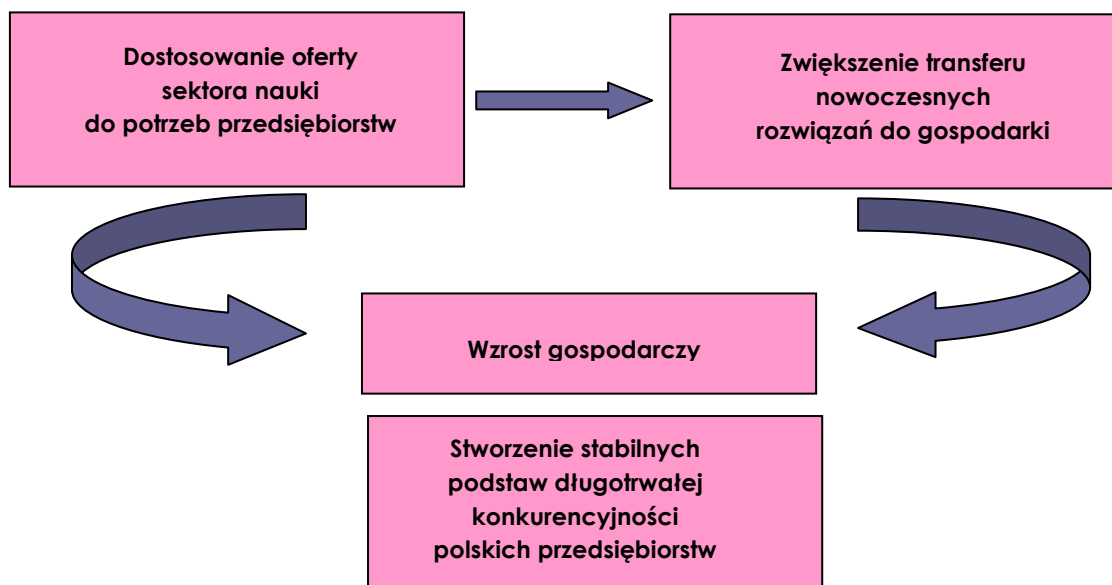 Dostosowanie oferty
sektora nauki
do potrzeb przedsiębiorstw
Zwiększenie transferu
nowoczesnych
rozwiązań do gospodarki
Wzrost gospodarczy
Stworzenie stabilnych
podstaw długotrwałej
konkurencyjności
polskich przedsiębiorstw